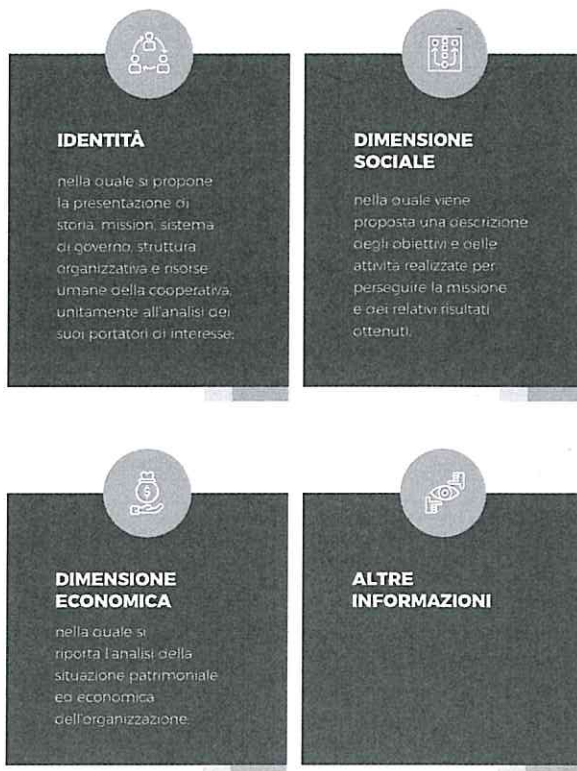 IDENTITÀ
nella quale si propone
la presentazione di
storia, mission, sistema
di governo, struttura
organizzativa e risorse
umane della cooperativa,
unitamente all'analisi dei
suoi portatori di interesse;
DIMENSIONE
SOCIALE
nella quale viene
proposta una descrizione
degli obiettivi e delle
attività realizzate per
perseguire la missione
e dei relativi risultati
ottenuti.
DIMENSIONE
ECONOMICA
nella quale si
riporta l'analisi della
situazione patrimoniale
ed economica
dell'organizzazione;
ALTRE
INFORMAZIONI